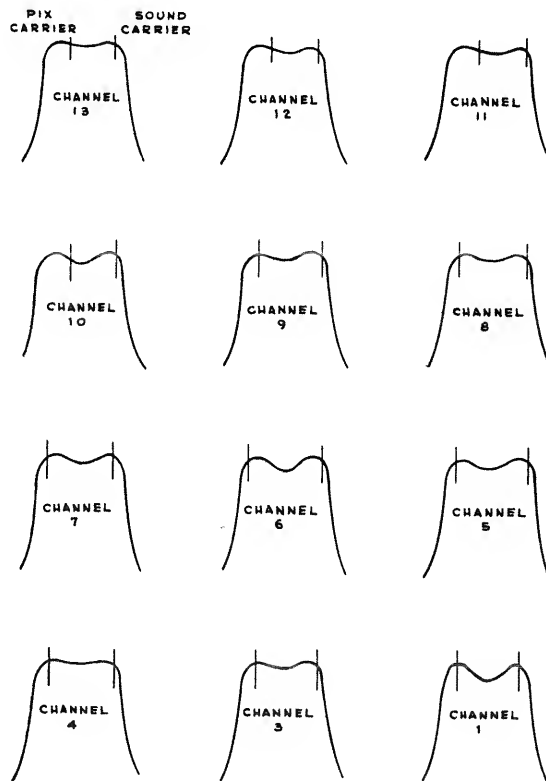 PIX CARRIER
SOUND CARRIER
CHANNEL 13
CHANNEL 12
CHANNEL 11
CHANNEL 10
CHANNEL 9
CHANNEL 8
CHANNEL 7
CHANNEL 6
CHANNEL 5
CHANNEL 4
CHANNEL 3
CHANNEL 1